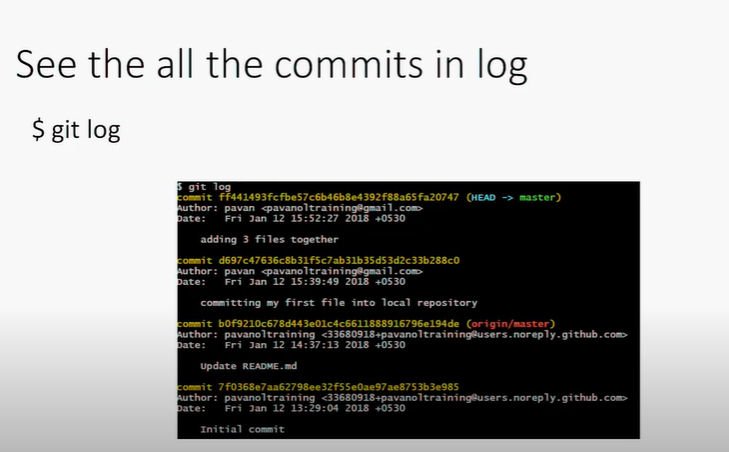 See the all the commits in log
$ git log
$ git log
commit ff441493fcfbe57c6b46b8e4392f88a65fa20747 (HEAD -> master)
Author: pavan <pavanoltraining@gmail.com>
Date:   Fri Jan 12 15:52:27 2018 +0530
adding 3 files together
commit d697c47636c8b31f5c7ab31b35d53d2c33b288c0
Author: pavan <pavanoltraining@gmail.com>
Date:   Fri Jan 12 15:39:49 2018 +0530
committing my first file into local repository
commit b0f9210c678d443e01c4c6611888916796e194de (origin/master)
Author: pavanoltraining <33680918+pavanoltraining@users.noreply.github.com>
Date:   Fri Jan 12 14:37:13 2018 +0530
Update README.md
commit 7f0368e7aa62798ee32f55e0ae97ae8753b3e985
Author: pavanoltraining <33680918+pavanoltraining@users.noreply.github.com>
Date:   Fri Jan 12 13:29:04 2018 +0530
Initial commit